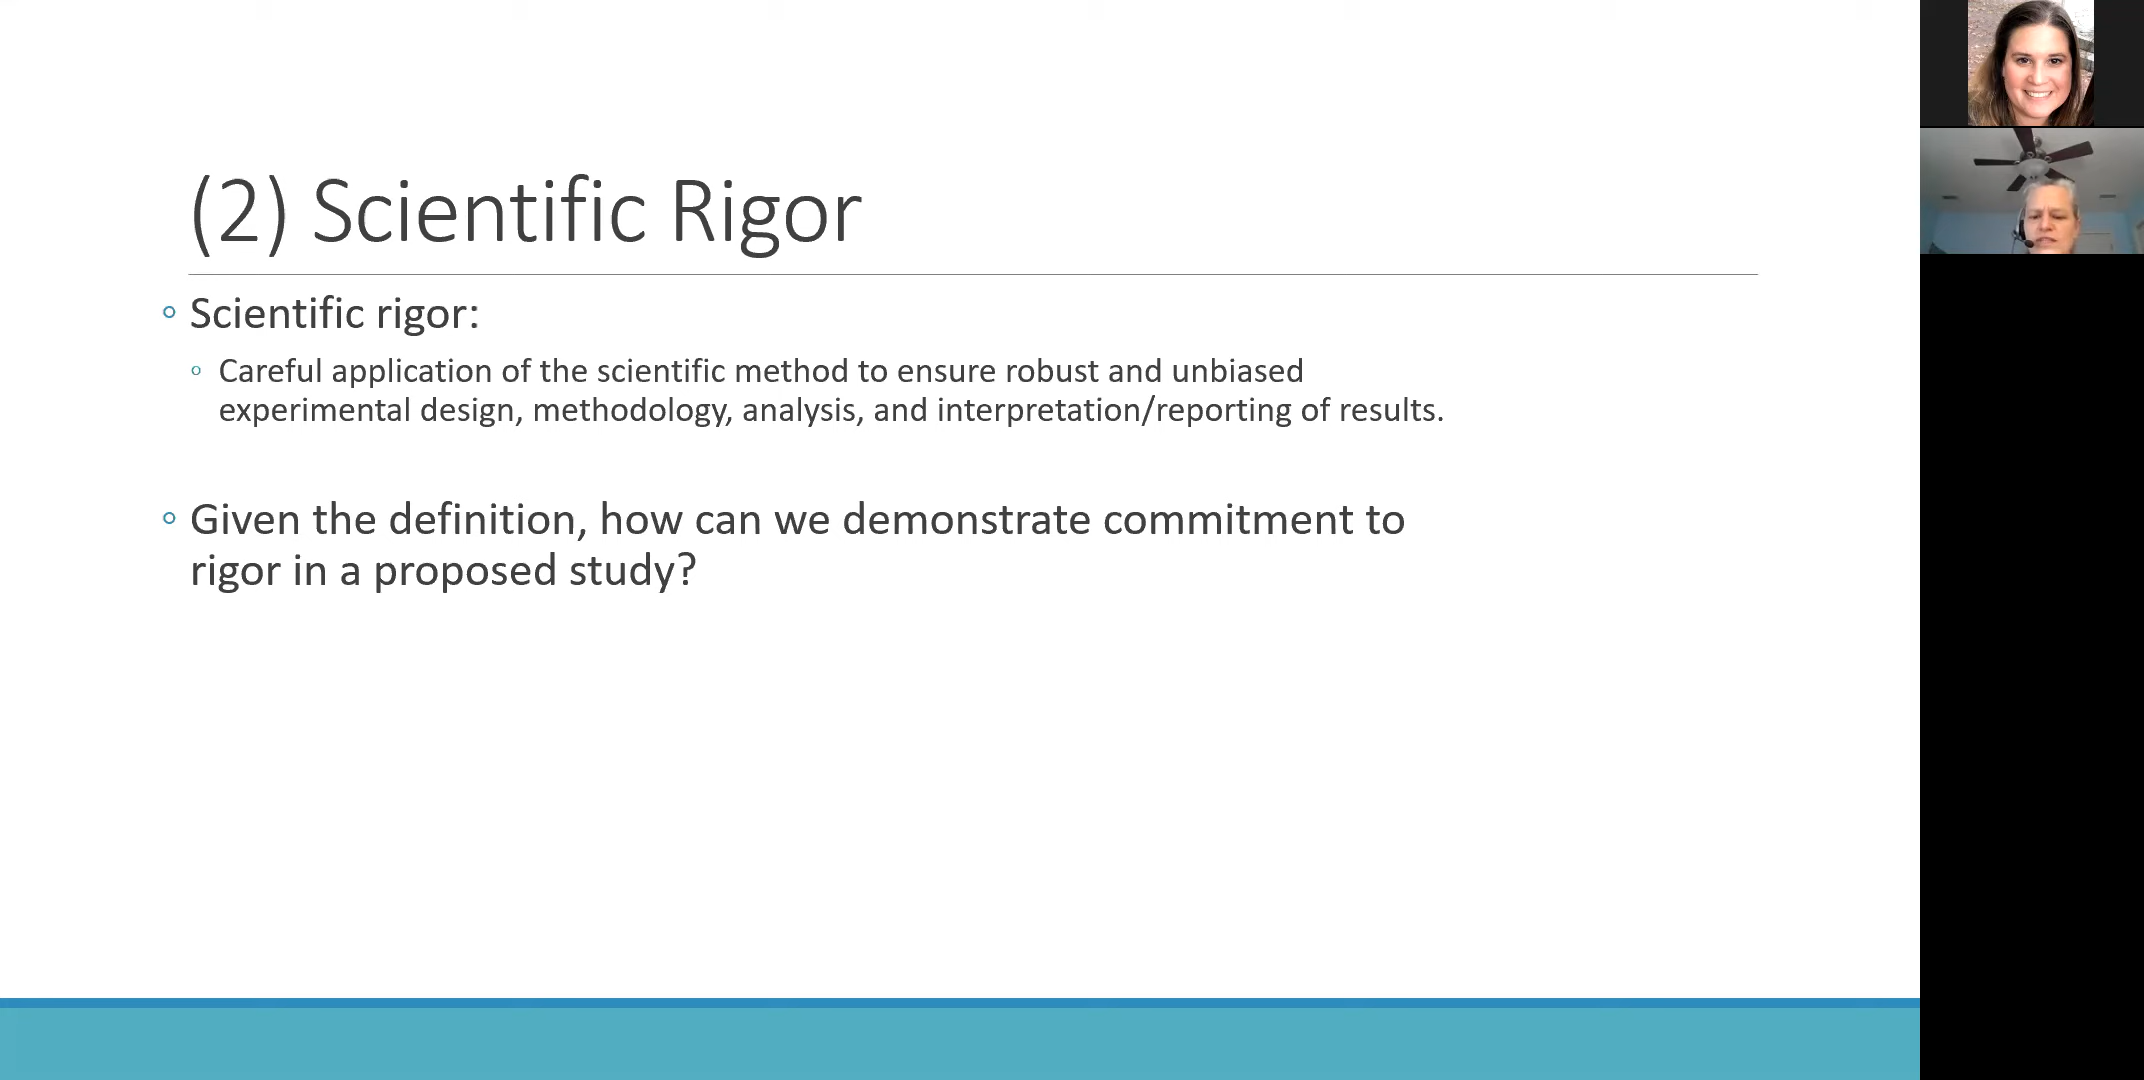 (2) Scientific Rigor
Scientific rigor:
Careful application of the scientific method to ensure robust and unbiased
experimental design, methodology, analysis, and interpretation/reporting of results.
Given the definition, how can we demonstrate commitment to
rigor in a proposed study?